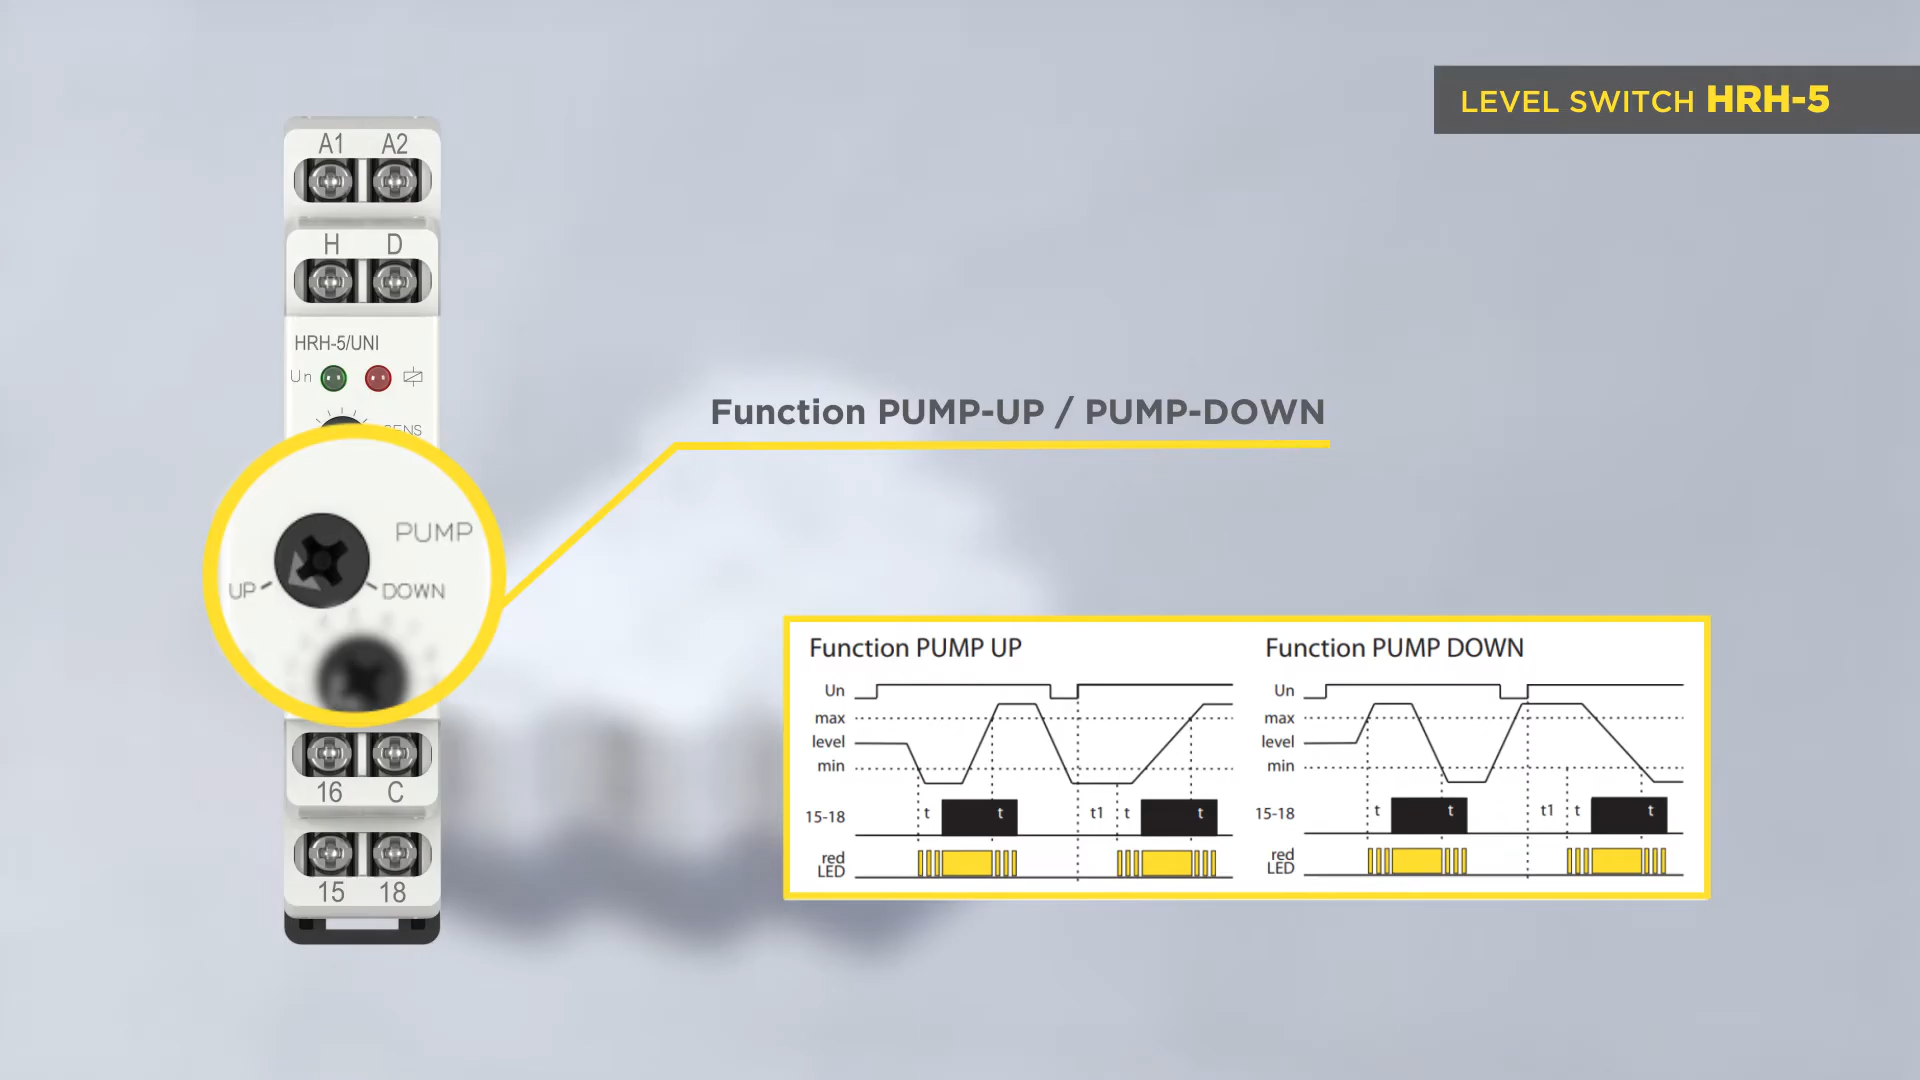 LEVEL SWITCH HRH-5
A1 A2
H D
HRH-5/UNI
Un
SENS
PUMP
UP DOWN
16 C
15 18
Function PUMP-UP / PUMP-DOWN
Function PUMP UP
Un
max
level
min
15-18
t t t1 t t
red
LED
Function PUMP DOWN
Un
max
level
min
15-18
t t t1 t t
red
LED